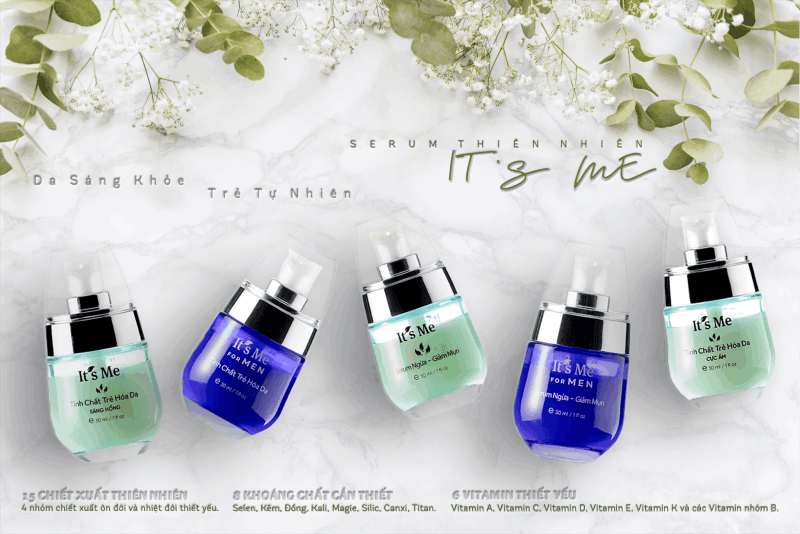 SERUM THIÊN NHIÊN
IT'S ME
Da Sáng Khỏe
Trẻ Tự Nhiên
It's Me
Tinh Chất Trẻ Hóa Da
SÁNG HỒNG
℮ 30 ml / 1 fl oz
It's Me
FOR MEN
Tinh Chất Trẻ Hóa Da
℮ 30 ml / 1 fl oz
It's Me
Serum Ngừa - Giảm Mụn
℮ 30 ml / 1 fl oz
It's Me
FOR MEN
Serum Ngừa - Giảm Mụn
℮ 30 ml / 1 fl oz
It's Me
Tinh Chất Trẻ Hóa Da
CỰC ẨM
℮ 30 ml / 1 fl oz
15 CHIẾT XUẤT THIÊN NHIÊN
4 nhóm chiết xuất ôn đới và nhiệt đới thiết yếu.
8 KHOÁNG CHẤT CẦN THIẾT
Selen, Kẽm, Đồng, Kali, Magie, Silic, Canxi, Titan.
6 VITAMIN THIẾT YẾU
Vitamin A, Vitamin C, Vitamin D, Vitamin E, Vitamin K và các Vitamin nhóm B.